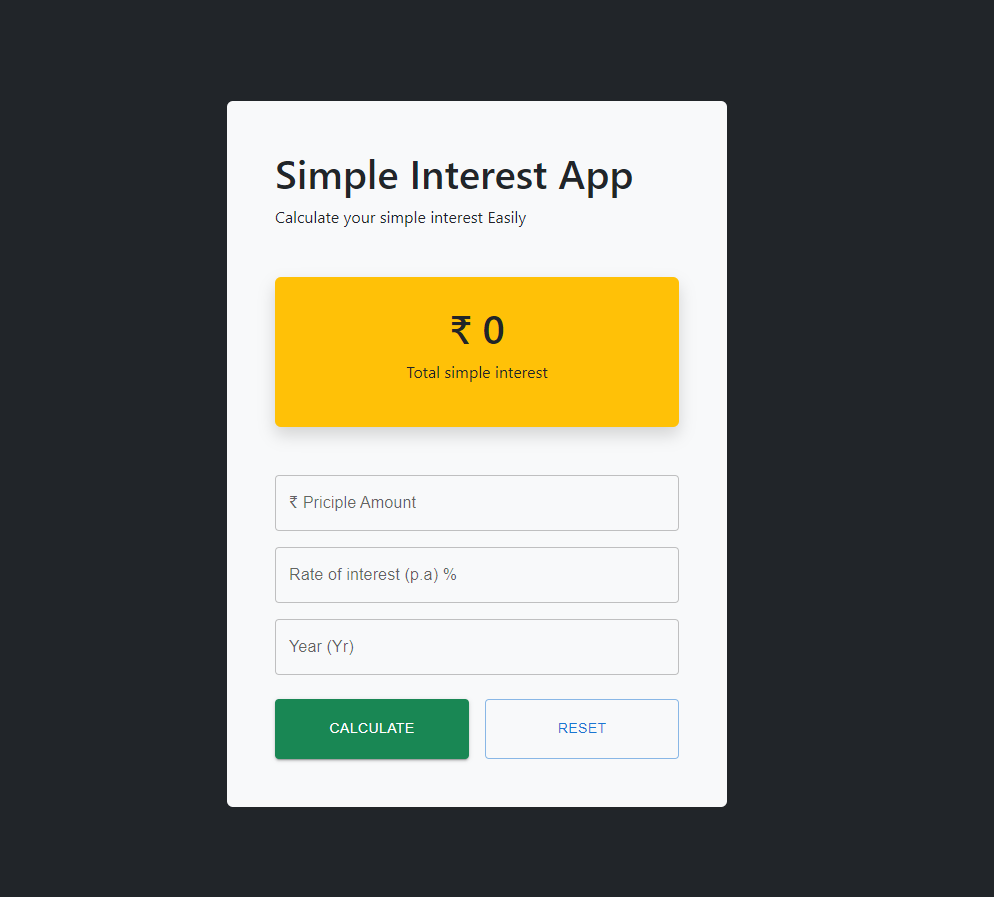 Simple Interest App
Calculate your simple interest Easily
₹ 0
Total simple interest
₹ Priciple Amount
Rate of interest (p.a) %
Year (Yr)
CALCULATE
RESET